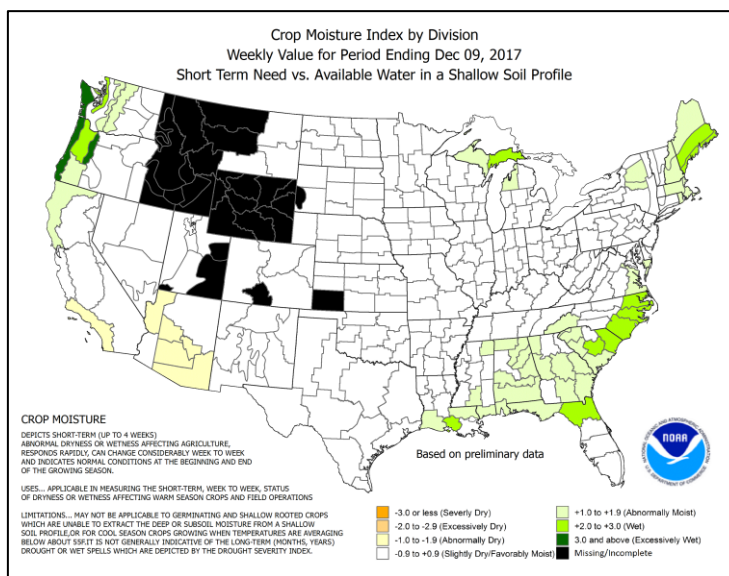 Crop Moisture Index by Division
Weekly Value for Period Ending Dec 09, 2017
Short Term Need vs. Available Water in a Shallow Soil Profile
CROP MOISTURE
DEPICTS SHORT-TERM (UP TO 4 WEEKS)
ABNORMAL DRYNESS OR WETNESS AFFECTING AGRICULTURE,
RESPONDS RAPIDLY, CAN CHANGE CONSIDERABLY WEEK TO WEEK
AND INDICATES NORMAL CONDITIONS AT THE BEGINNING AND END
OF THE GROWING SEASON.
USES... APPLICABLE IN MEASURING THE SHORT-TERM, WEEK TO WEEK, STATUS
OF DRYNESS OR WETNESS AFFECTING WARM SEASON CROPS AND FIELD OPERATIONS
LIMITATIONS... MAY NOT BE APPLICABLE TO GERMINATING AND SHALLOW ROOTED CROPS
WHICH ARE UNABLE TO EXTRACT THE DEEP OR SUBSOIL MOISTURE FROM A SHALLOW
SOIL PROFILE,OR FOR COOL SEASON CROPS GROWING WHEN TEMPERATURES ARE AVERAGING
BELOW ABOUT 55F.IT IS NOT GENERALLY INDICATIVE OF THE LONG-TERM (MONTHS, YEARS)
DROUGHT OR WET SPELLS WHICH ARE DEPICTED BY THE DROUGHT SEVERITY INDEX.
Based on preliminary data
-3.0 or less (Severly Dry)
-2.0 to -2.9 (Excessively Dry)
-1.0 to -1.9 (Abnormally Dry)
-0.9 to +0.9 (Slightly Dry/Favorably Moist)
+1.0 to +1.9 (Abnormally Moist)
+2.0 to +3.0 (Wet)
3.0 and above (Excessively Wet)
Missing/Incomplete
NOAA
NATIONAL OCEANIC AND ATMOSPHERIC ADMINISTRATION
U.S. DEPARTMENT OF COMMERCE